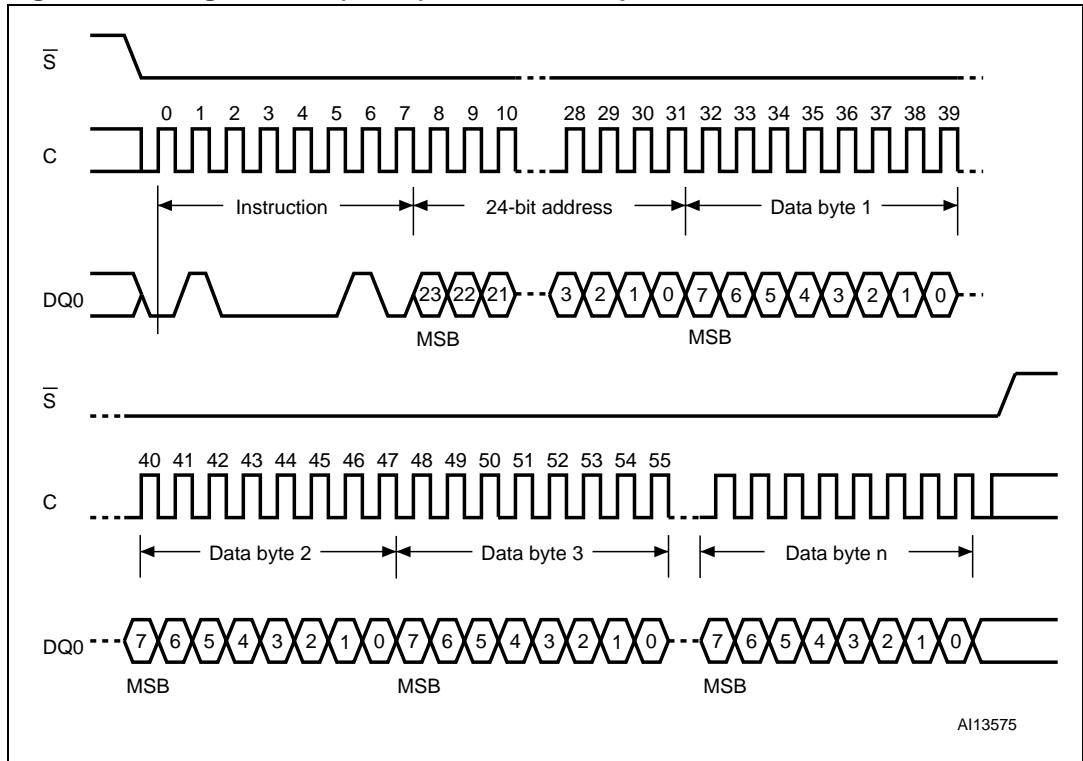 S
0 1 2 3 4 5 6 7 8 9 10 28 29 30 31 32 33 34 35 36 37 38 39
C
Instruction 24-bit address Data byte 1
DQ0 23 22 21 3 2 1 0 7 6 5 4 3 2 1 0
MSB MSB
S
40 41 42 43 44 45 46 47 48 49 50 51 52 53 54 55
C
Data byte 2 Data byte 3 Data byte n
DQ0 7 6 5 4 3 2 1 0 7 6 5 4 3 2 1 0 7 6 5 4 3 2 1 0
MSB MSB MSB
AI13575